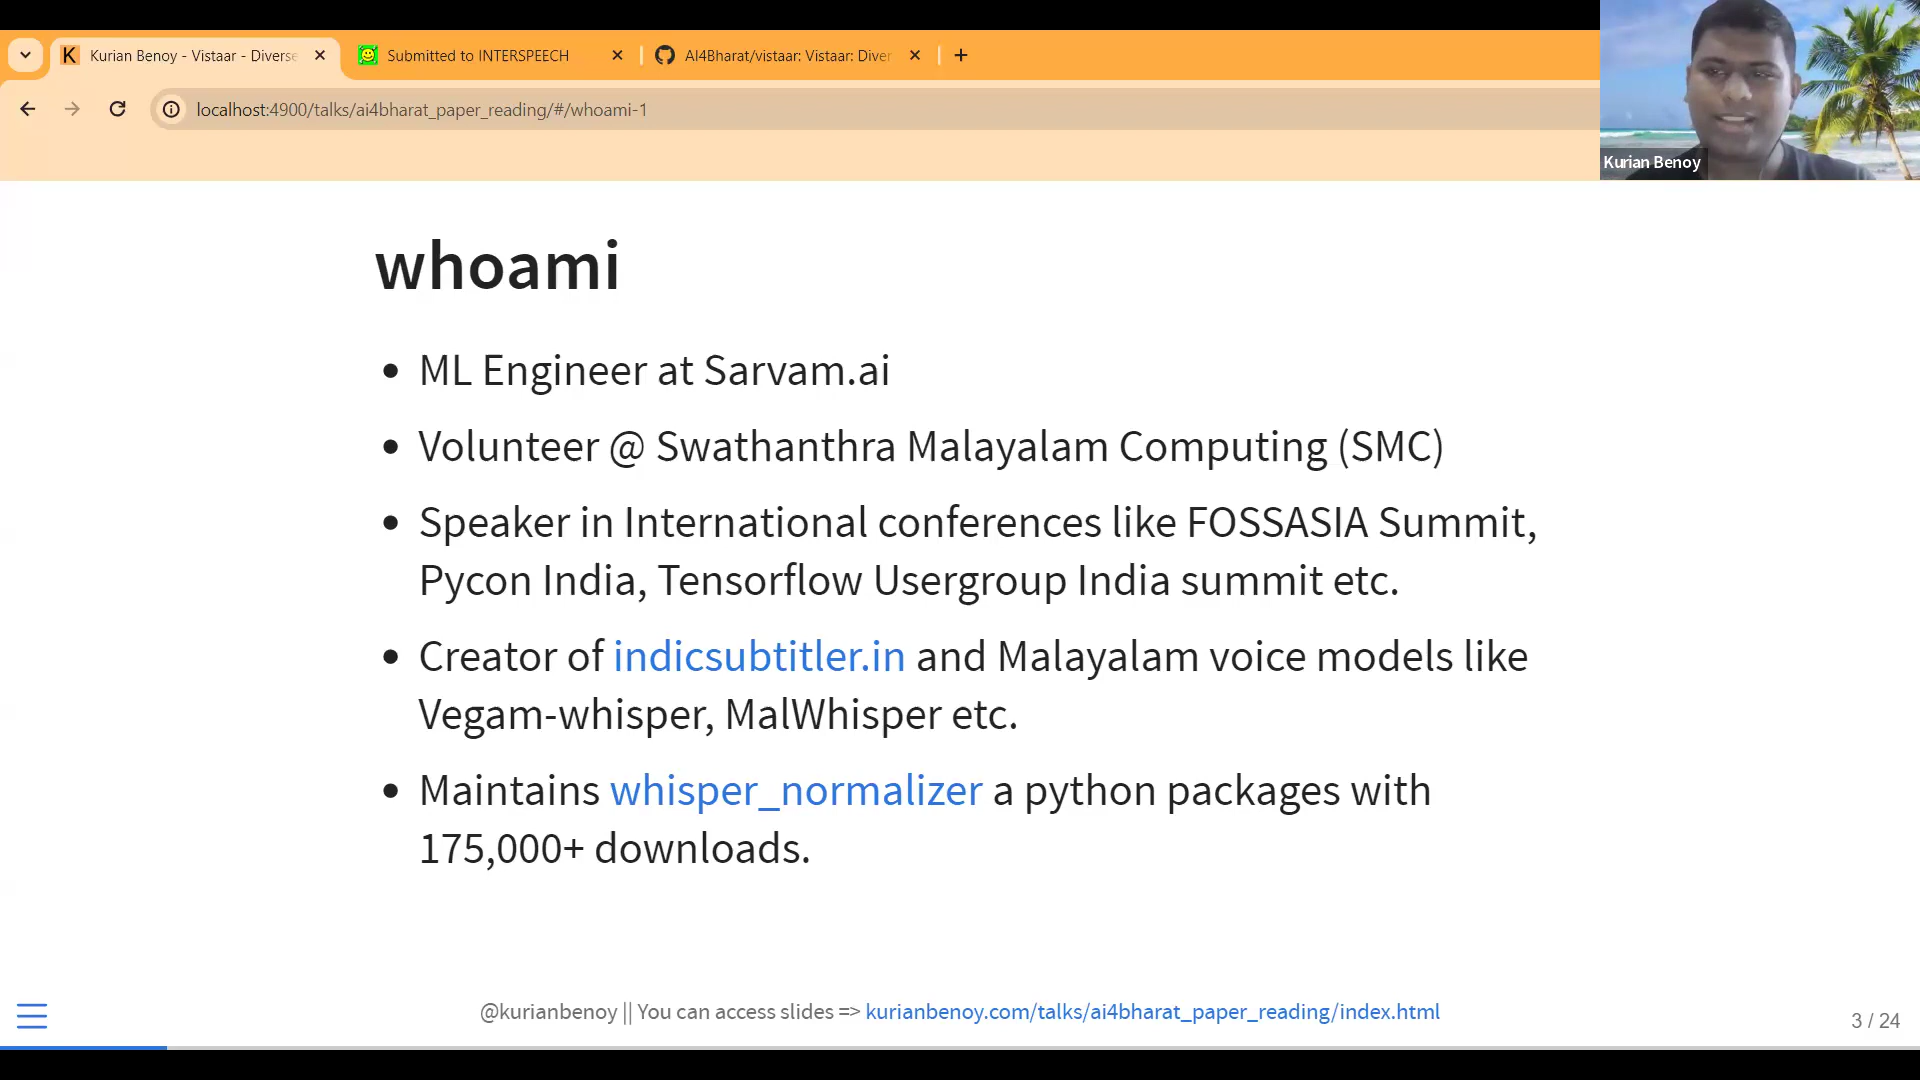 Kurian Benoy - Vistaar - Diverse
Submitted to INTERSPEECH
AI4Bharat/vistaar: Vistaar: Diver
localhost:4900/talks/ai4bharat_paper_reading/#/whoami-1
Kurian Benoy
whoami
• ML Engineer at Sarvam.ai
• Volunteer @ Swathanthra Malayalam Computing (SMC)
• Speaker in International conferences like FOSSASIA Summit,
Pycon India, Tensorflow Usergroup India summit etc.
• Creator of indicsubtitler.in and Malayalam voice models like
Vegam-whisper, MalWhisper etc.
• Maintains whisper_normalizer a python packages with
175,000+ downloads.
@kurianbenoy || You can access slides => kurianbenoy.com/talks/ai4bharat_paper_reading/index.html
3 / 24